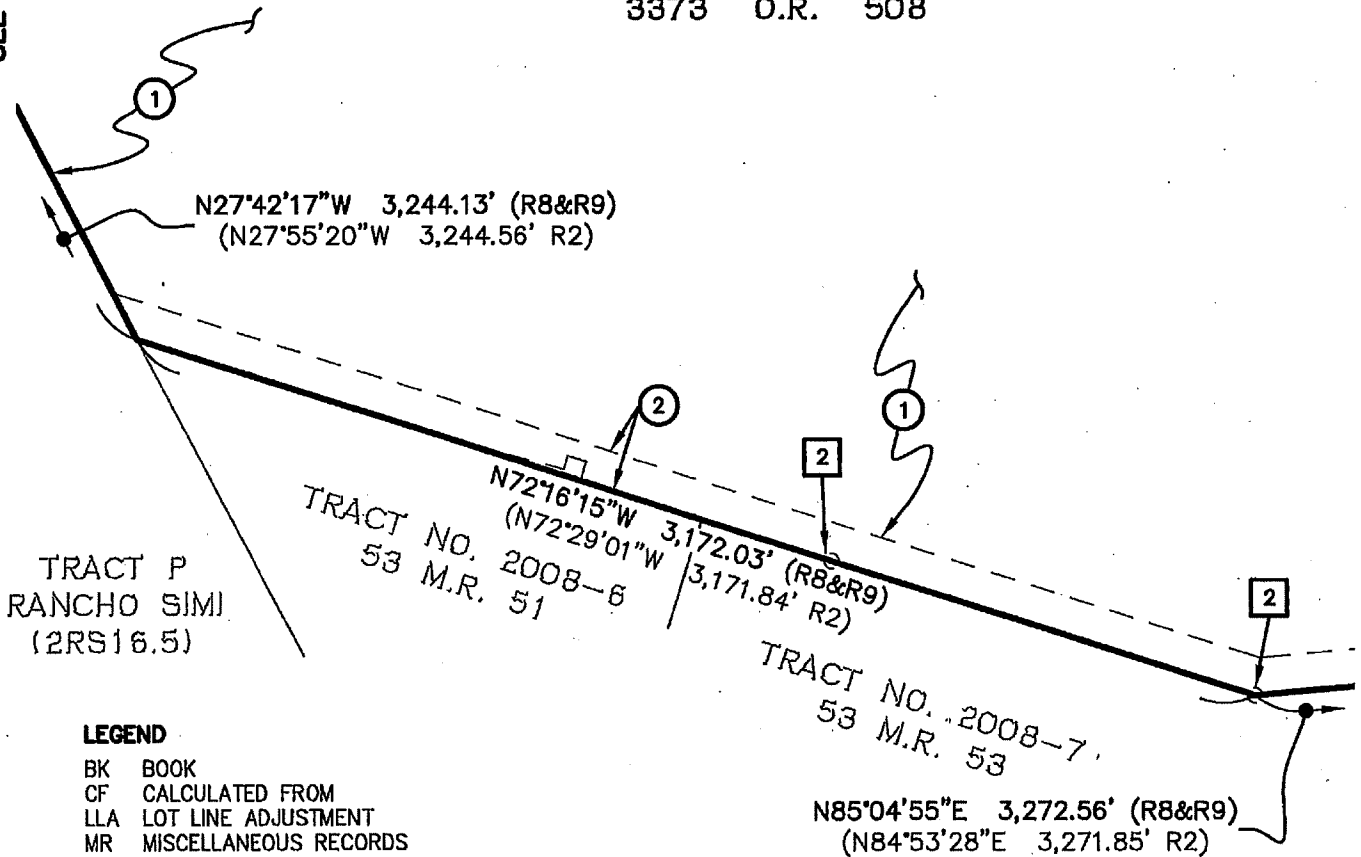 3373 O.R. 508
1
N27°42'17"W 3,244.13' (R8&R9)
(N27°55'20"W 3,244.56' R2)
2
1
2
N72°16'15"W 3,172.03' (R8&R9)
(N72°29'01"W 3,171.84' R2)
TRACT NO. 2008-6
53 M.R. 51
TRACT P
RANCHO SIMI
(2RS16.5)
2
TRACT NO. 2008-7
53 M.R. 53
LEGEND
BK BOOK
CF CALCULATED FROM
LLA LOT LINE ADJUSTMENT
MR MISCELLANEOUS RECORDS
N85°04'55"E 3,272.56' (R8&R9)
(N84°53'28"E 3,271.85' R2)